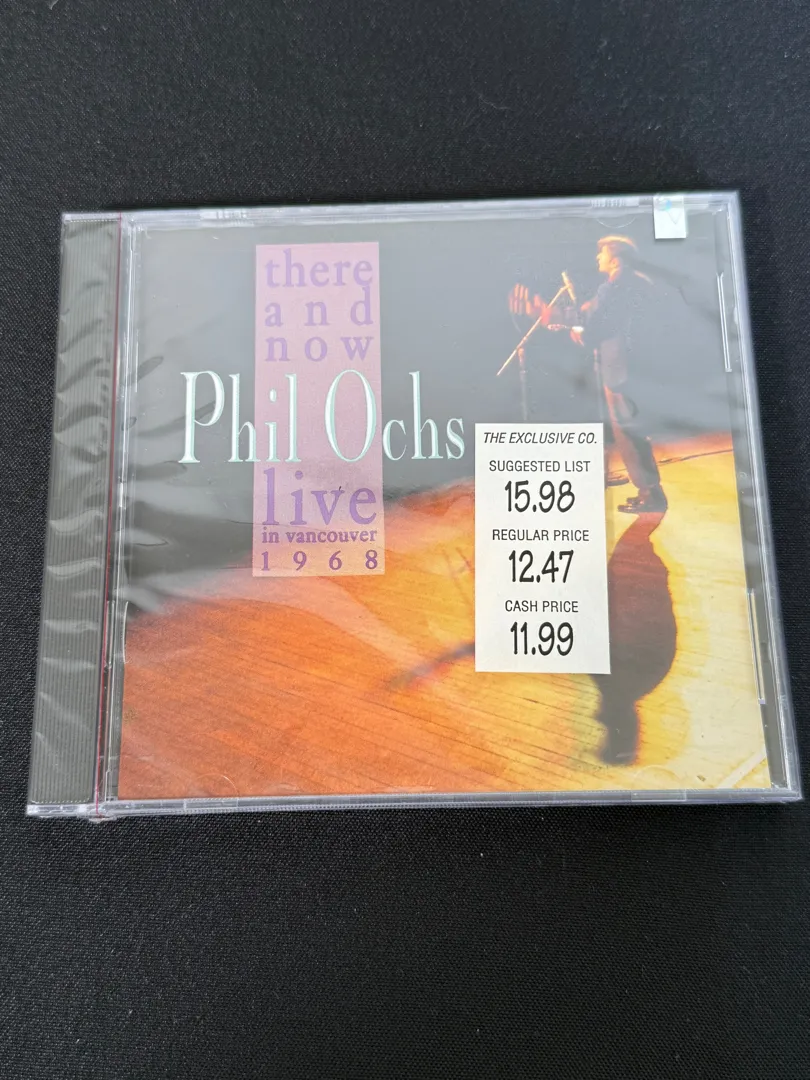 there
and
now
Phil Ochs
live
in vancouver
1968
THE EXCLUSIVE CO.
SUGGESTED LIST
15.98
REGULAR PRICE
12.47
CASH PRICE
11.99